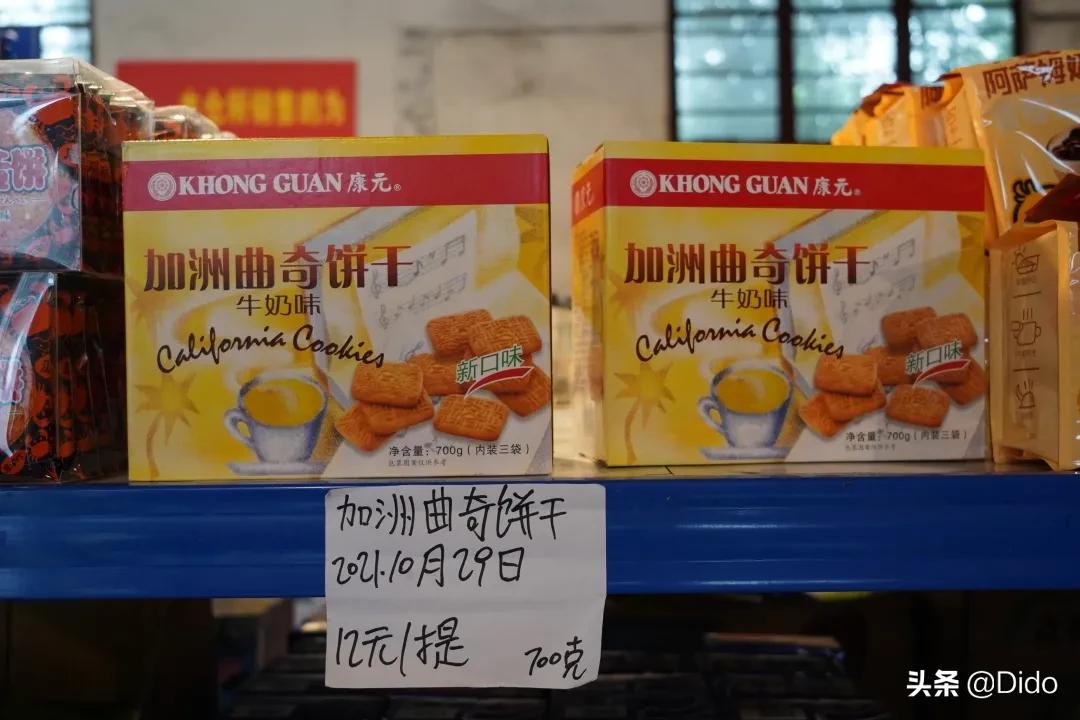 KHONG GUAN 康元®
加洲曲奇饼干
牛奶味
California Cookies
新口味
净含量：700g（内装三袋）
KHONG GUAN 康元®
加洲曲奇饼干
牛奶味
California Cookies
新口味
净含量：700g（内装三袋）
阿萨姆奶
加洲曲奇饼干
2021.10月29日
12元/提
700克
头条 @Dido